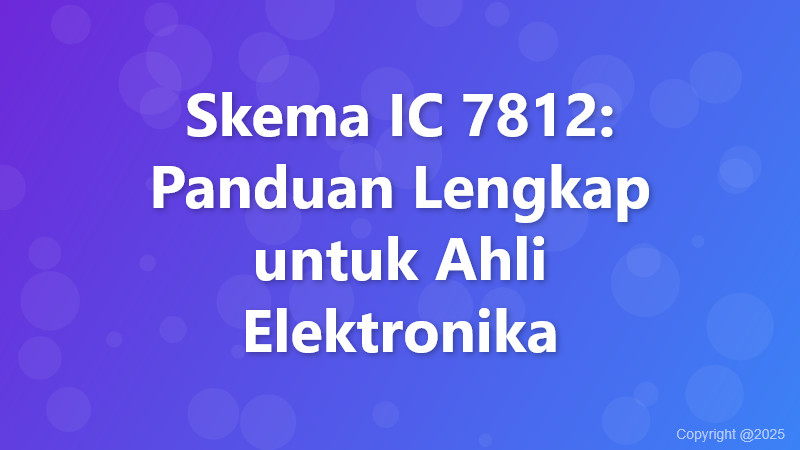 Skema IC 7812:
Panduan Lengkap
untuk Ahli
Elektronika
Copyright @2025